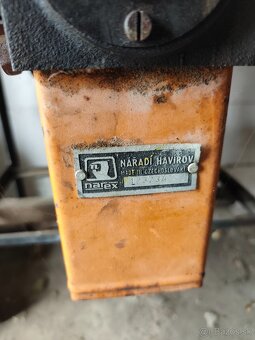 NÁŘADÍ HAVÍŘOV
MADE IN CZECHOSLOVAKIA
narex